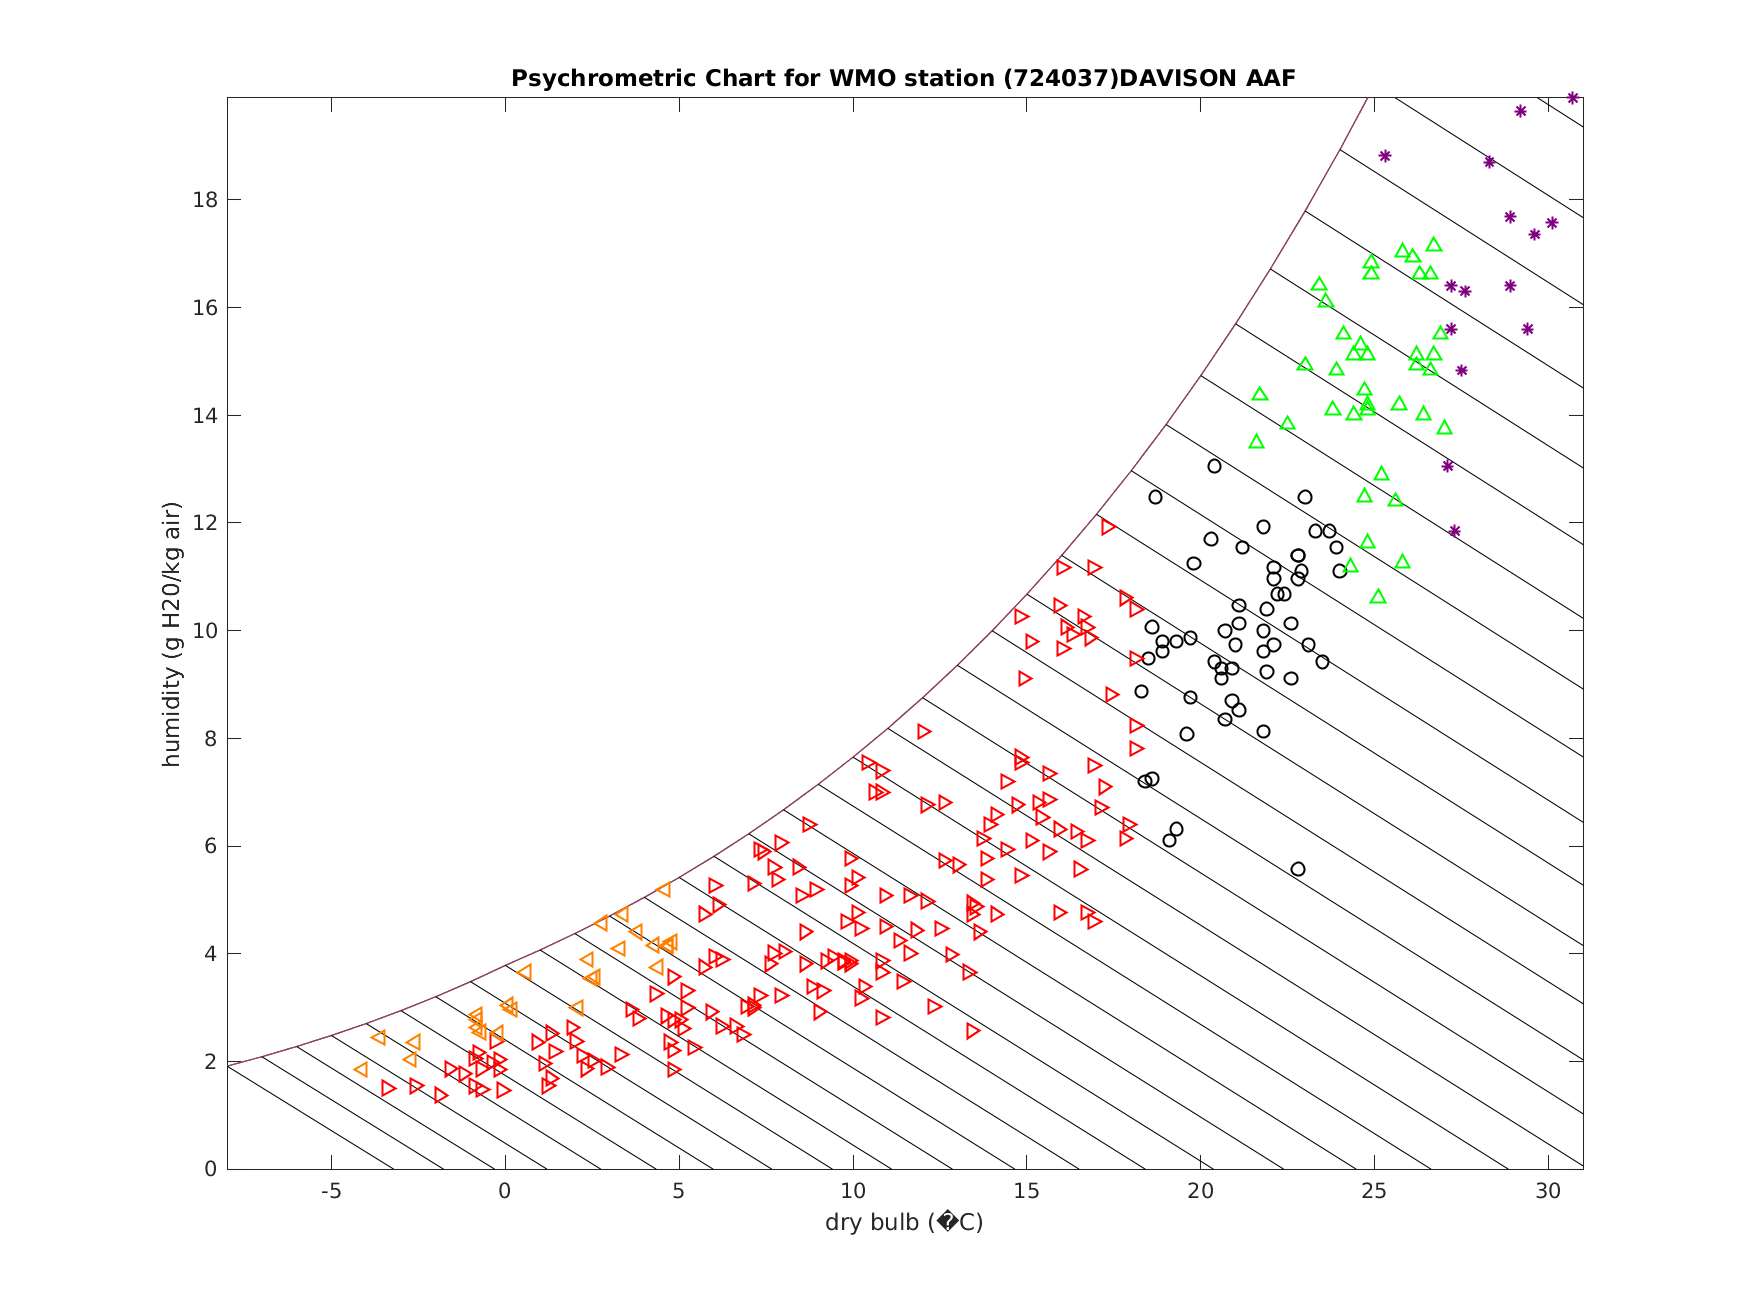 Psychrometric Chart for WMO station (724037)DAVISON AAF
18
16
14
12
10
8
6
4
2
0
humidity (g H20/kg air)
-5 0 5 10 15 20 25 30
dry bulb (�C)